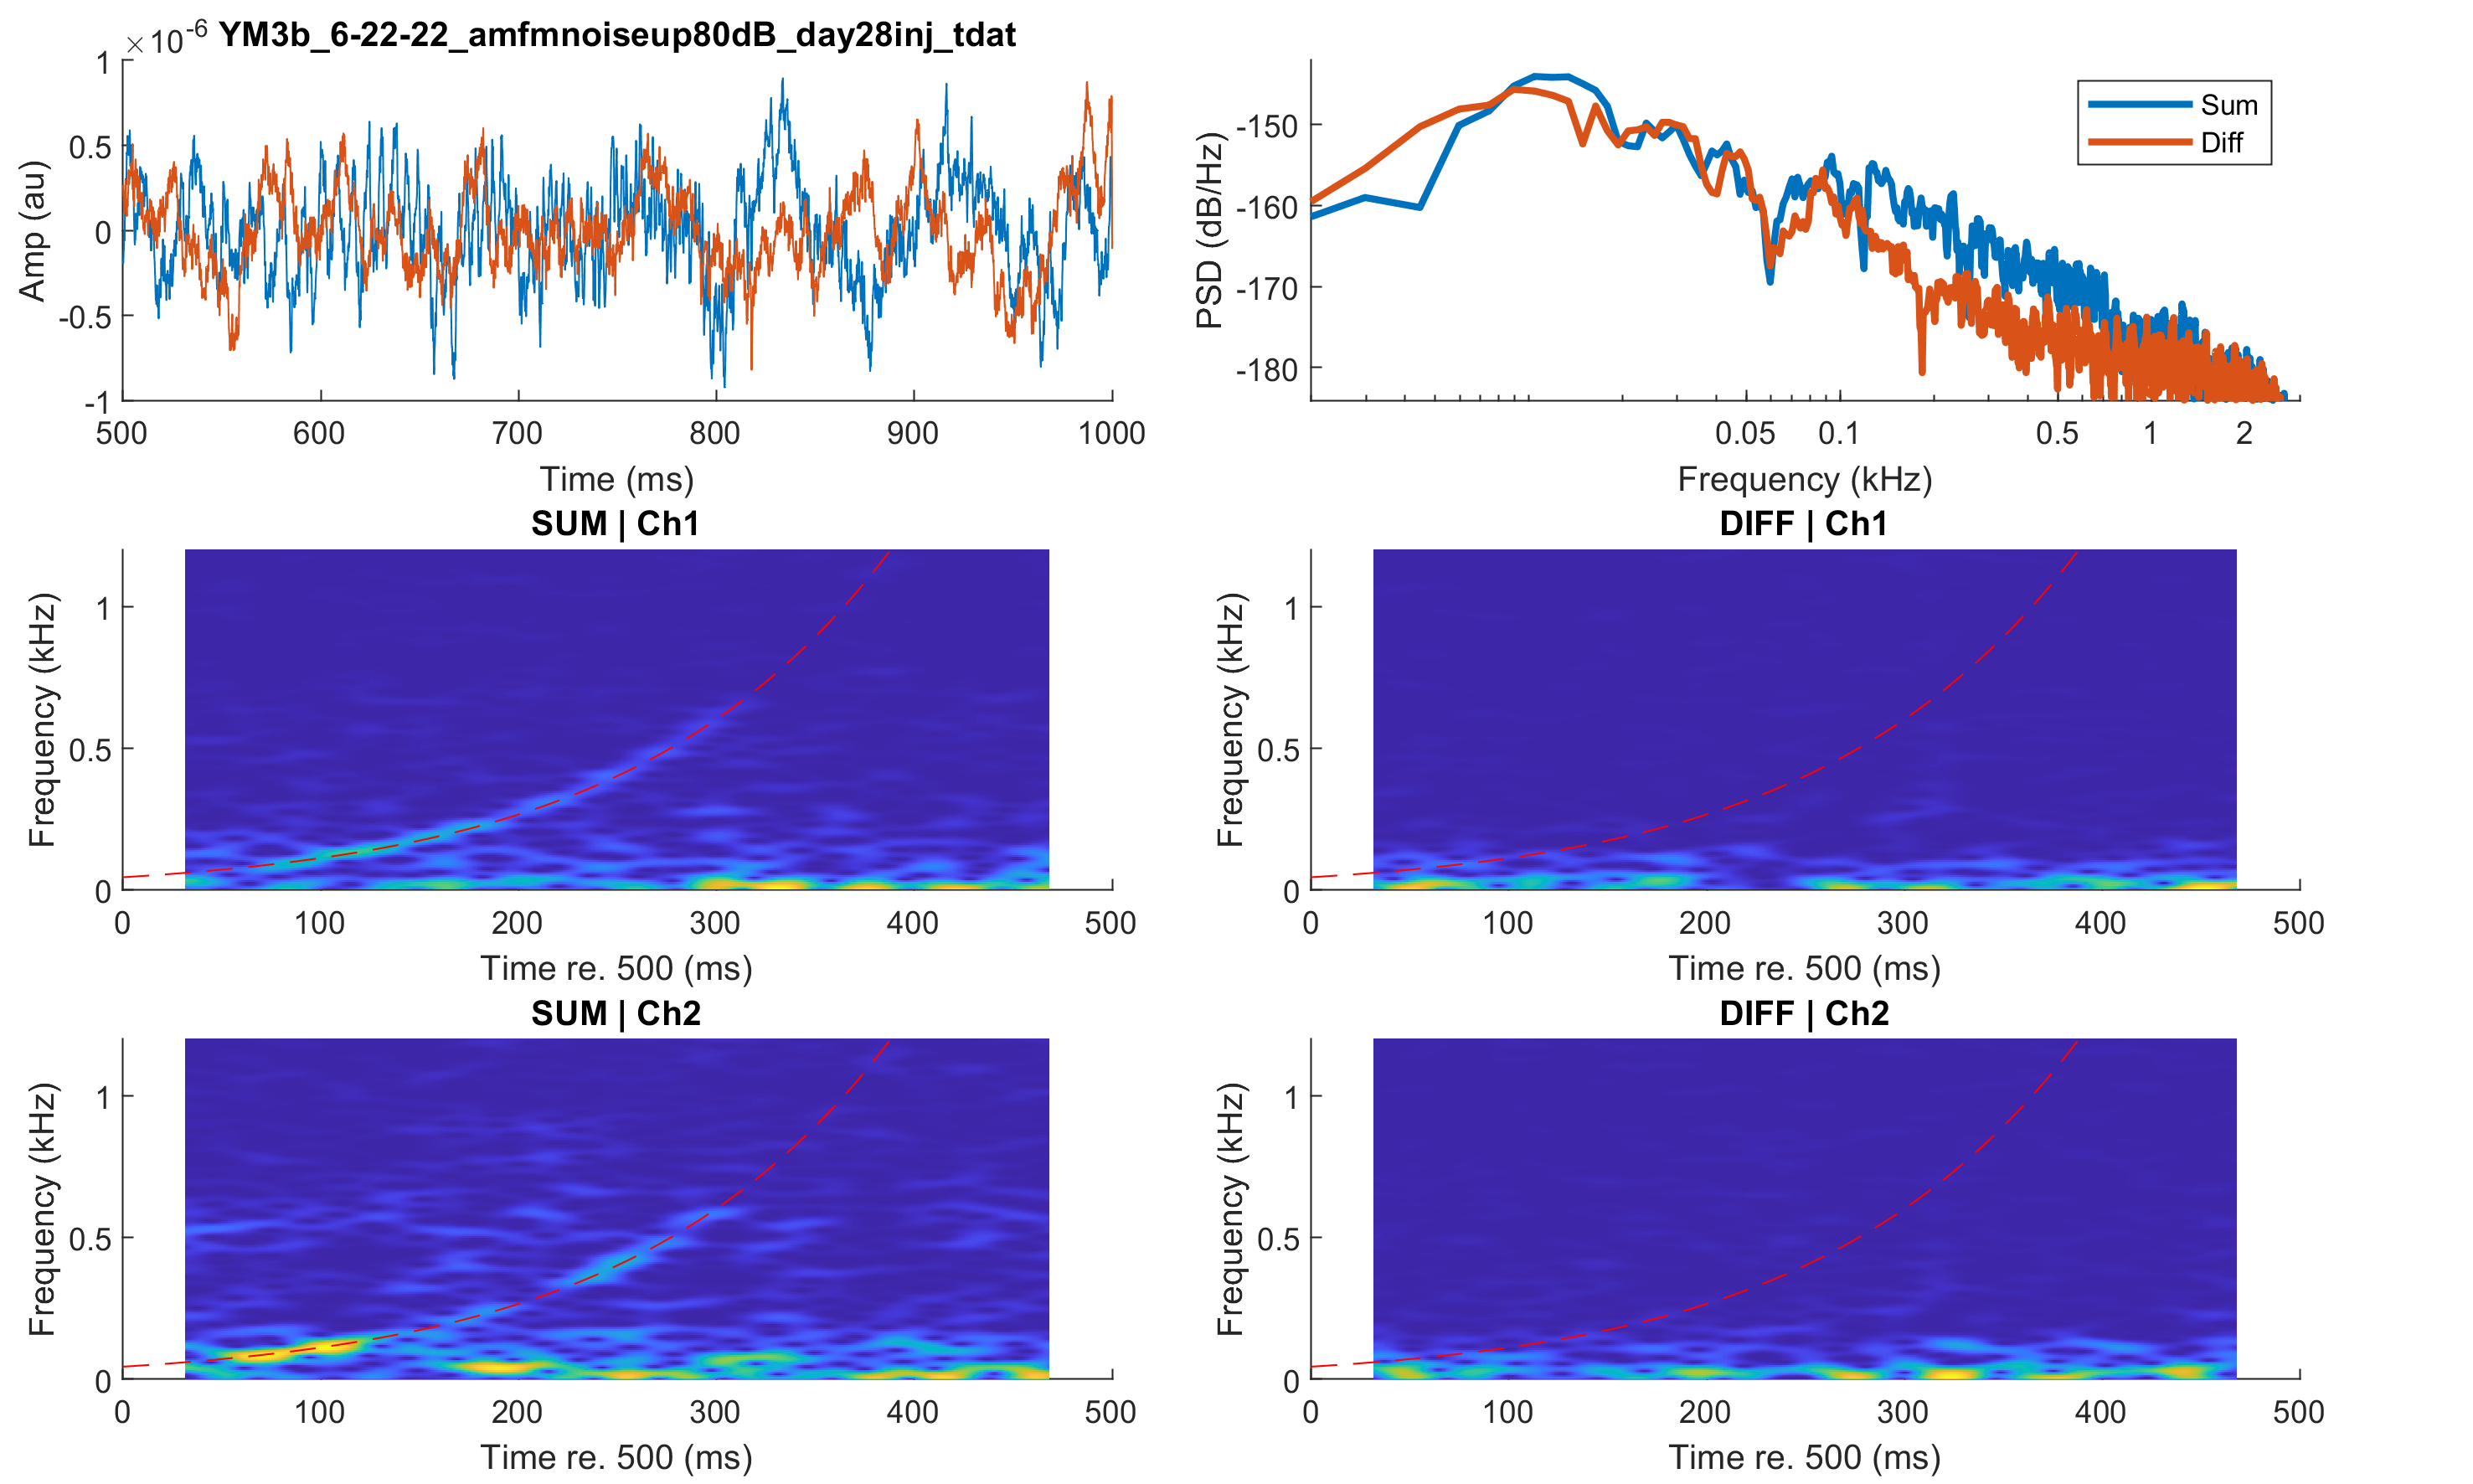 ×10-6 YM3b_6-22-22_amfmnoiseup80dB_day28inj_tdat
Amp (au)
1
0.5
0
-0.5
-1
500 600 700 800 900 1000
Time (ms)
PSD (dB/Hz)
-150
-160
-170
-180
Sum
Diff
0.05 0.1 0.5 1 2
Frequency (kHz)
SUM | Ch1
Frequency (kHz)
1
0.5
0
0 100 200 300 400 500
Time re. 500 (ms)
DIFF | Ch1
Frequency (kHz)
1
0.5
0
0 100 200 300 400 500
Time re. 500 (ms)
SUM | Ch2
Frequency (kHz)
1
0.5
0
0 100 200 300 400 500
Time re. 500 (ms)
DIFF | Ch2
Frequency (kHz)
1
0.5
0
0 100 200 300 400 500
Time re. 500 (ms)